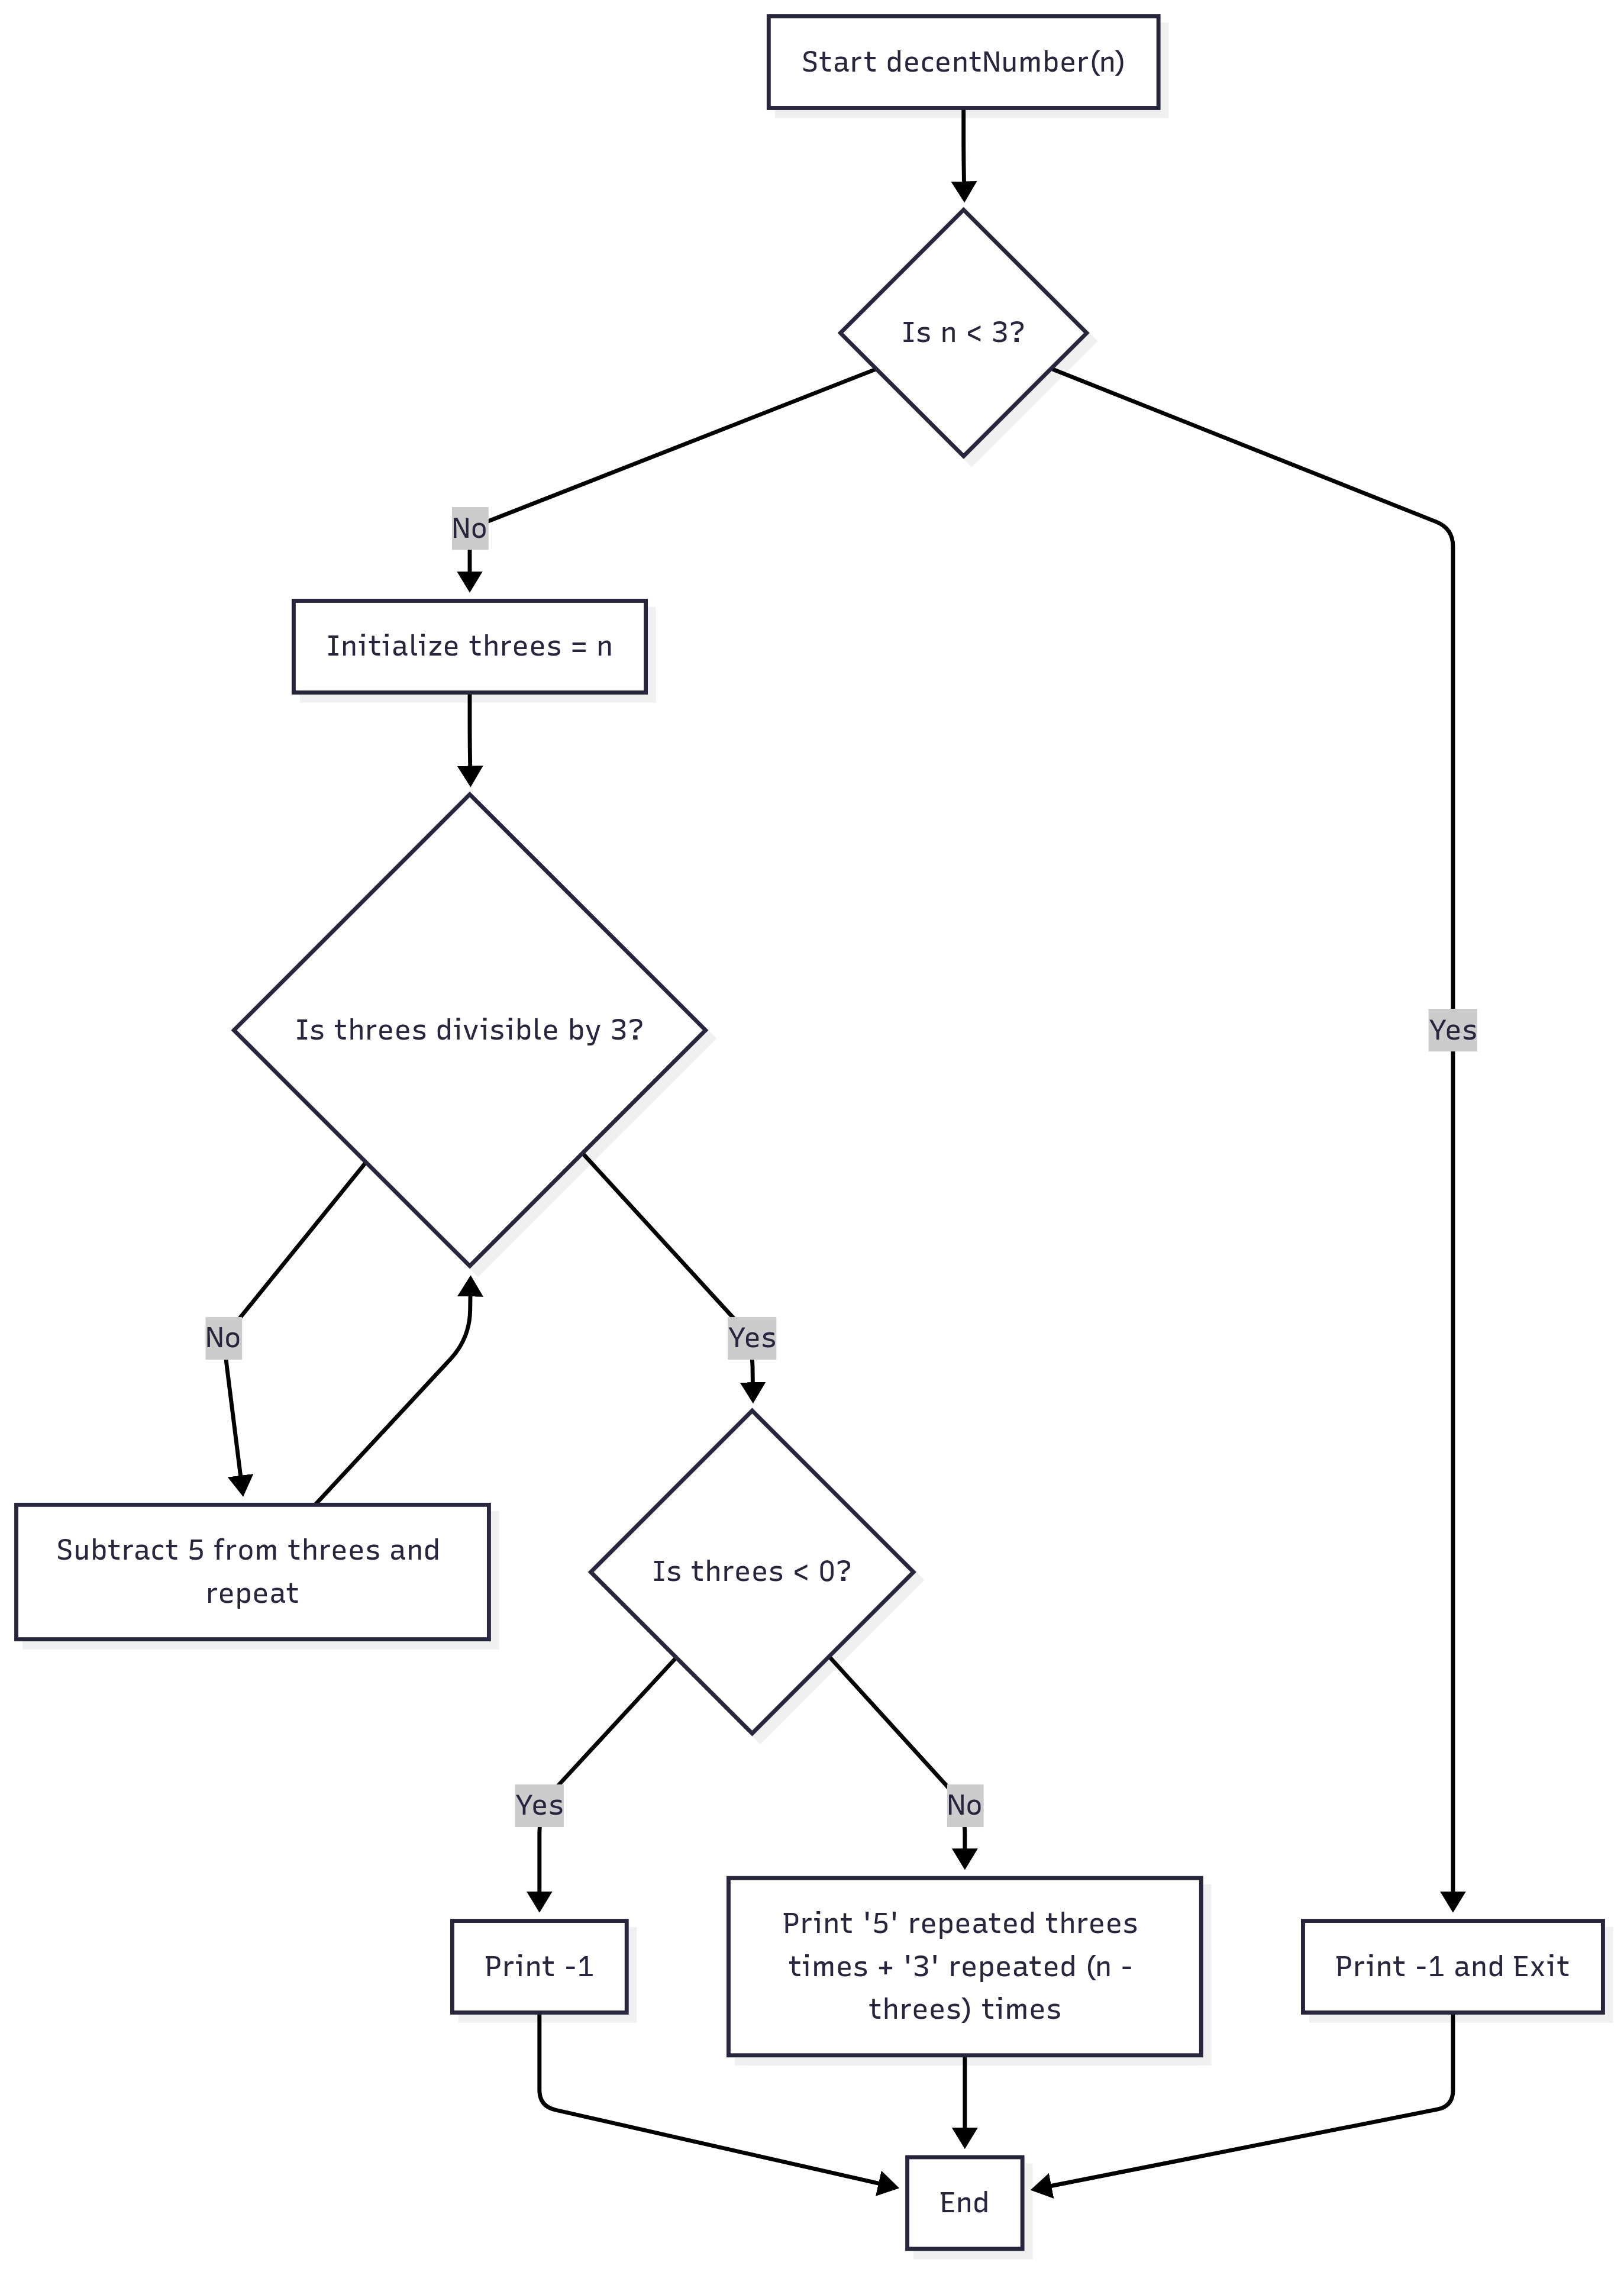 Start decentNumber(n)
Is n < 3?
No
Initialize threes = n
Is threes divisible by 3?
Yes
No
Yes
Subtract 5 from threes and
repeat
Is threes < 0?
Yes
No
Print -1
Print '5' repeated threes
times + '3' repeated (n -
threes) times
Print -1 and Exit
End